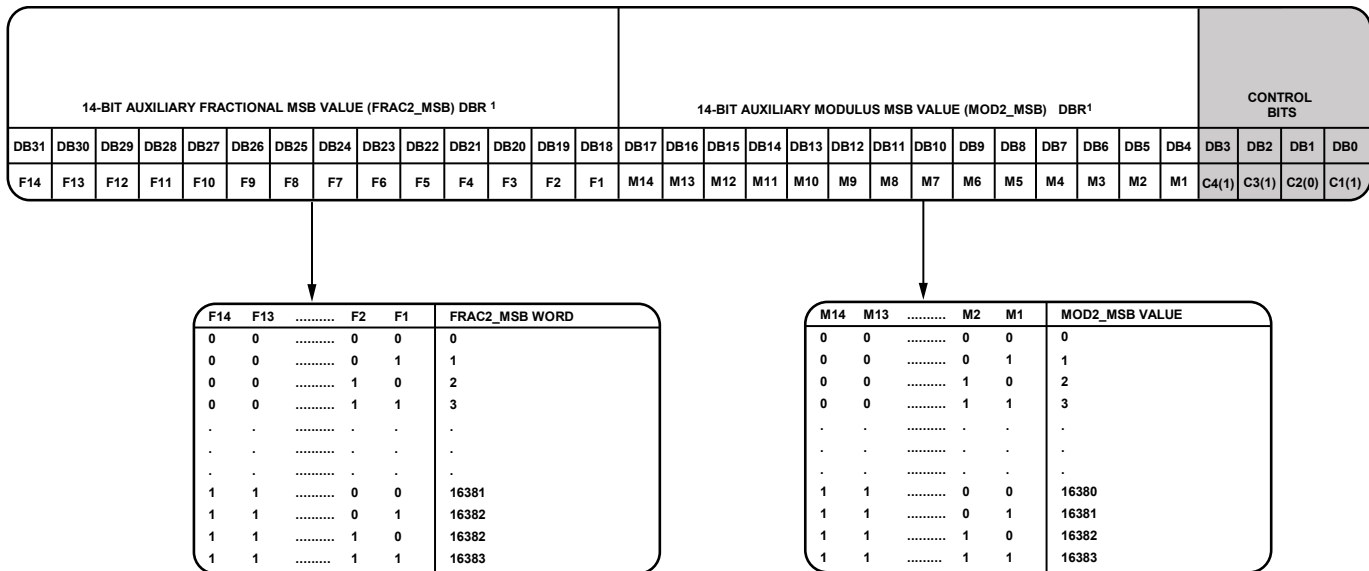 14-BIT AUXILIARY FRACTIONAL MSB VALUE (FRAC2_MSB) DBR 1
14-BIT AUXILIARY MODULUS MSB VALUE (MOD2_MSB) DBR1
CONTROL
BITS
DB31 DB30 DB29 DB28 DB27 DB26 DB25 DB24 DB23 DB22 DB21 DB20 DB19 DB18 DB17 DB16 DB15 DB14 DB13 DB12 DB11 DB10 DB9 DB8 DB7 DB6 DB5 DB4 DB3 DB2 DB1 DB0
F14 F13 F12 F11 F10 F9 F8 F7 F6 F5 F4 F3 F2 F1 M14 M13 M12 M11 M10 M9 M8 M7 M6 M5 M4 M3 M2 M1 C4(1) C3(1) C2(0) C1(1)
F14 F13 .......... F2 F1 FRAC2_MSB WORD
0 0 .......... 0 0 0
0 0 .......... 0 1 1
0 0 .......... 1 0 2
0 0 .......... 1 1 3
. . .......... . . .
. . .......... . . .
. . .......... . . .
1 1 .......... 0 0 16381
1 1 .......... 0 1 16382
1 1 .......... 1 0 16382
1 1 ......... 1 1 16383
M14 M13 .......... M2 M1 MOD2_MSB VALUE
0 0 .......... 0 0 0
0 0 .......... 0 1 1
0 0 .......... 1 0 2
0 0 .......... 1 1 3
. . .......... . . .
. . .......... . . .
. . .......... . . .
1 1 .......... 0 0 16380
1 1 .......... 0 1 16381
1 1 .......... 1 0 16382
1 1 ......... 1 1 16383